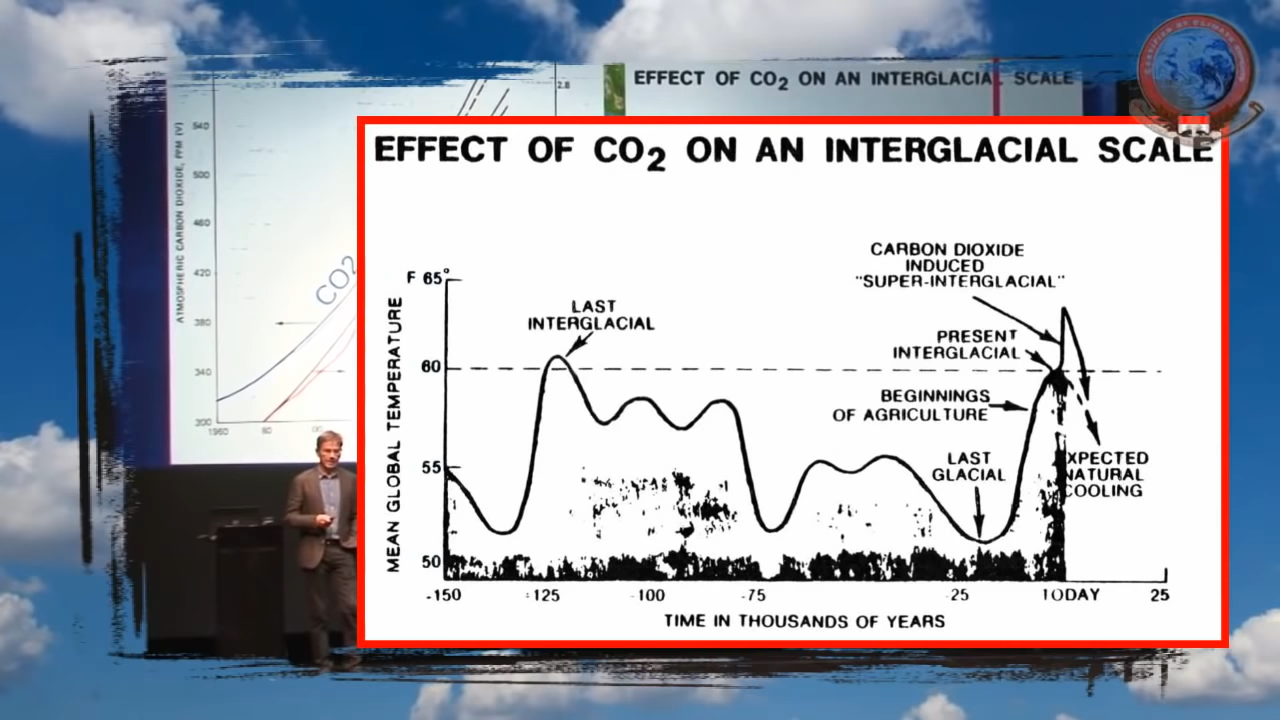 EFFECT OF CO2 ON AN INTERGLACIAL SCALE
2.8
ATMOSPHERIC CARBON DIOXIDE, PPM (V)
540
500
460
420
380
340
300
1960
80
CO2
EFFECT OF CO2 ON AN INTERGLACIAL SCALE
CARBON DIOXIDE
INDUCED
"SUPER-INTERGLACIAL"
F 65°
LAST
INTERGLACIAL
PRESENT
INTERGLACIAL
60
BEGINNINGS
OF AGRICULTURE
MEAN GLOBAL TEMPERATURE
55
LAST
GLACIAL
XPECTED
NATURAL
COOLING
50
-150
-125
-100
-75
-25
TODAY
25
TIME IN THOUSANDS OF YEARS